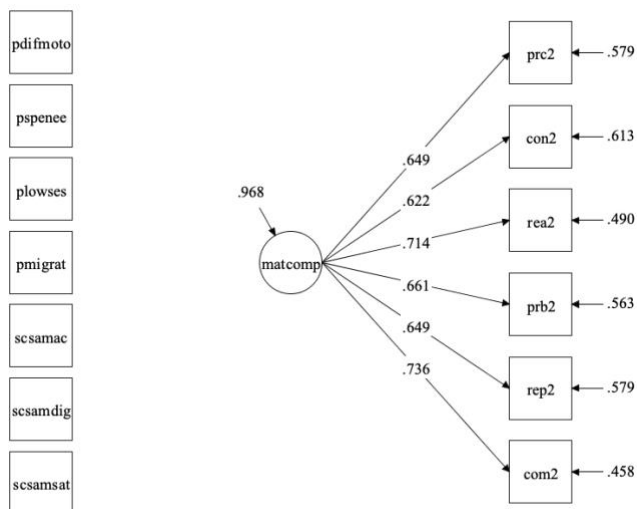 pdifmoto
pspenee
plowses
pmigrat
scsamac
scsamdig
scsamsat
.968
matcomp
.649
.622
.714
.661
.649
.736
prc2
.579
con2
.613
rea2
.490
prb2
.563
rep2
.579
com2
.458